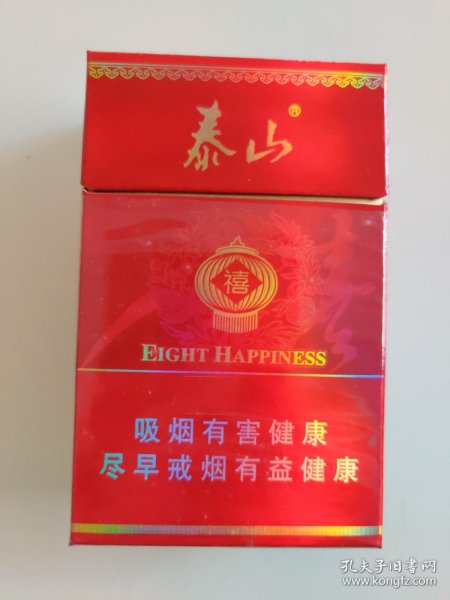 泰山®
禧
EIGHT HAPPINESS
吸烟有害健康
尽早戒烟有益健康
孔夫子旧书网
www.kongfz.com